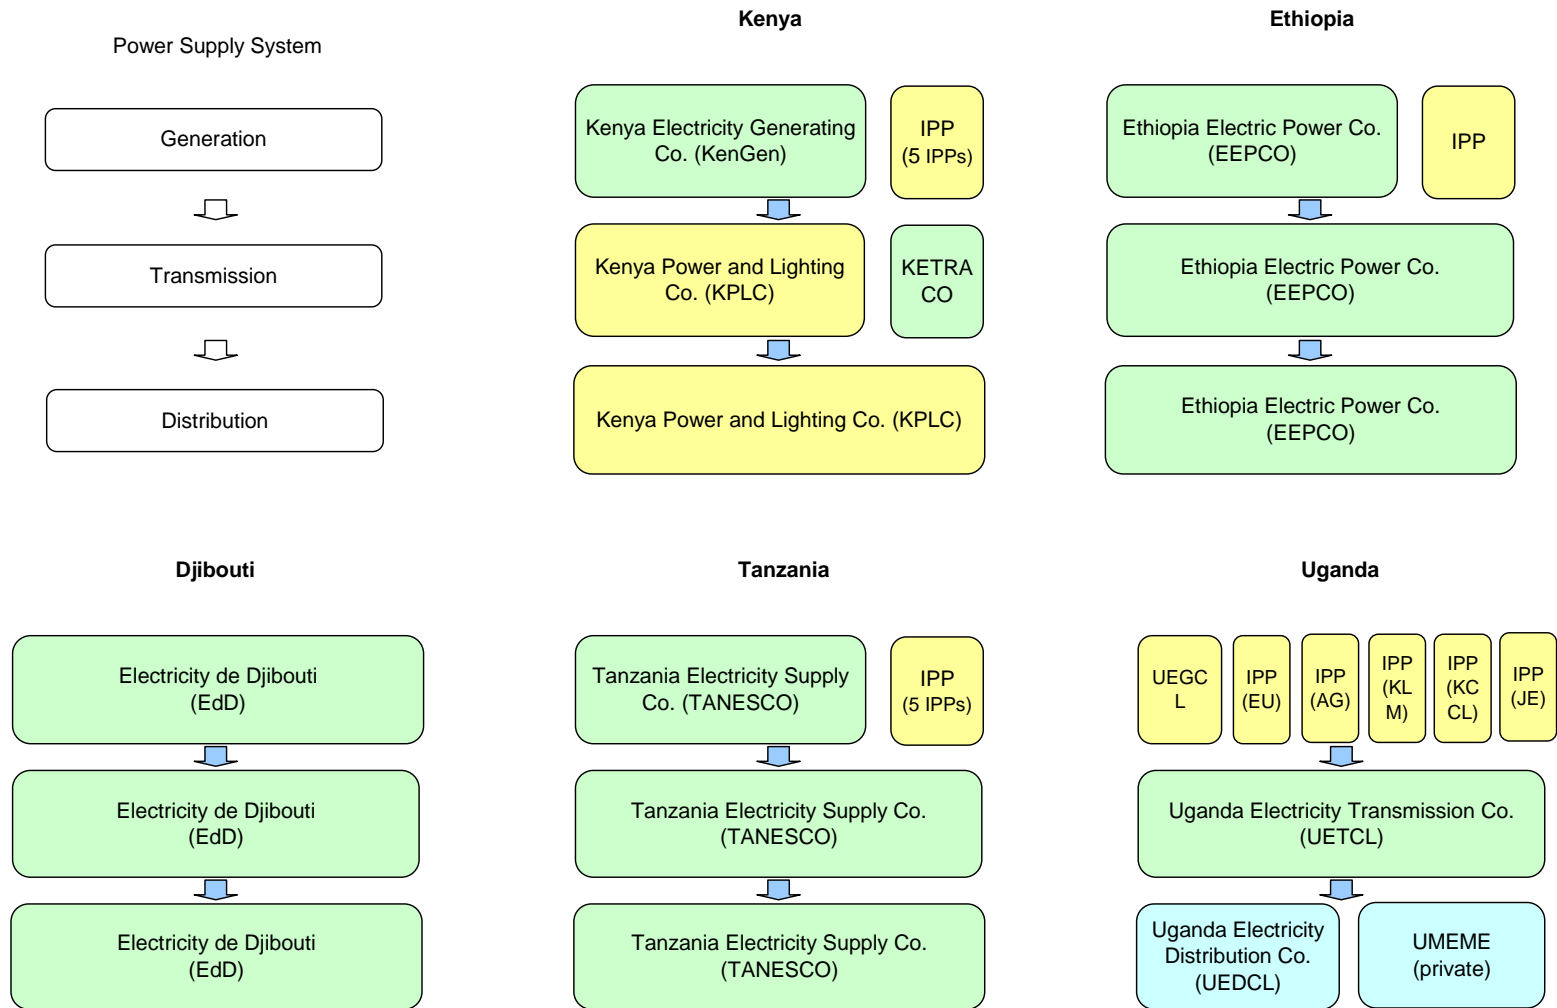 Power Supply System
Generation
Transmission
Distribution
Kenya
Kenya Electricity Generating
Co. (KenGen)
IPP
(5 IPPs)
Kenya Power and Lighting
Co. (KPLC)
KETRA
CO
Kenya Power and Lighting Co. (KPLC)
Ethiopia
Ethiopia Electric Power Co.
(EEPCO)
IPP
Ethiopia Electric Power Co.
(EEPCO)
Ethiopia Electric Power Co.
(EEPCO)
Djibouti
Electricity de Djibouti
(EdD)
Electricity de Djibouti
(EdD)
Electricity de Djibouti
(EdD)
Tanzania
Tanzania Electricity Supply
Co. (TANESCO)
IPP
(5 IPPs)
Tanzania Electricity Supply Co.
(TANESCO)
Tanzania Electricity Supply Co.
(TANESCO)
Uganda
UEGC
L
IPP
(EU)
IPP
(AG)
IPP
(KL
M)
IPP
(KC
CL)
IPP
(JE)
Uganda Electricity Transmission Co.
(UETCL)
Uganda Electricity
Distribution Co.
(UEDCL)
UMEME
(private)